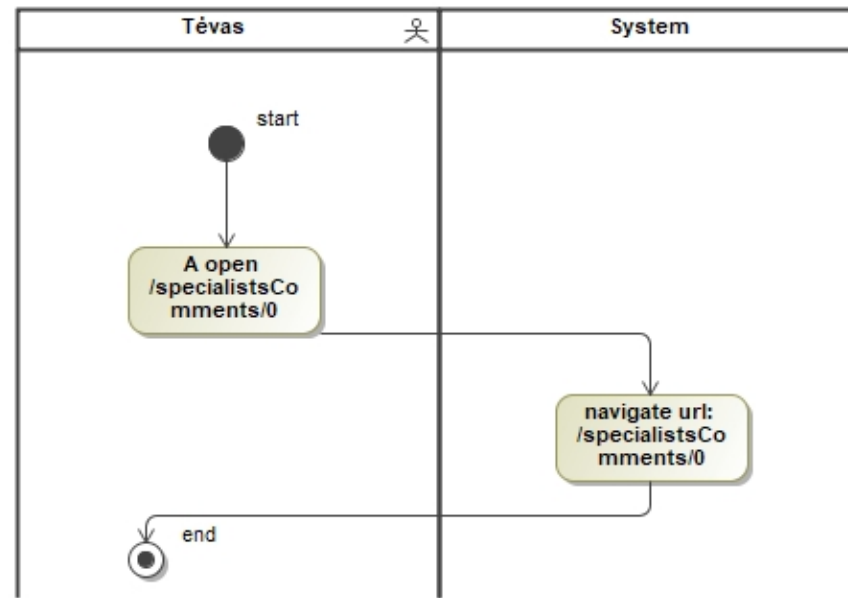 Tėvas
System
start
A open
/specialistsCo
mments/0
navigate url:
/specialistsCo
mments/0
end